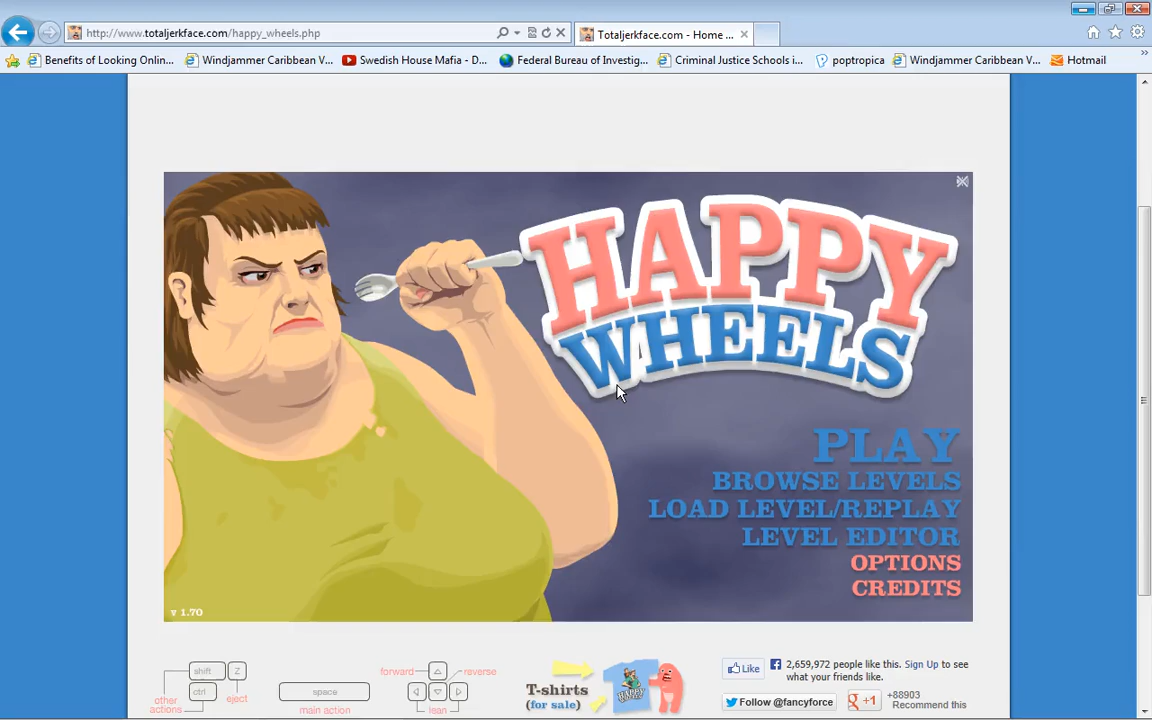 http://www.totaljerkface.com/happy_wheels.php
Totaljerkface.com - Home ...
Benefits of Looking Onlin...
Windjammer Caribbean V...
Swedish House Mafia - D...
Federal Bureau of Investig...
Criminal Justice Schools i...
poptropica
Windjammer Caribbean V...
Hotmail
HAPPY
WHEELS
PLAY
BROWSE LEVELS
LOAD LEVEL/REPLAY
LEVEL EDITOR
OPTIONS
CREDITS
v 1.70
shift
Z
ctrl
eject
other
actions
space
main action
forward
reverse
lean
T-shirts
(for sale)
Like
2,659,972 people like this. Sign Up to see
what your friends like.
Follow @fancyforce
+1
+88903
Recommend this